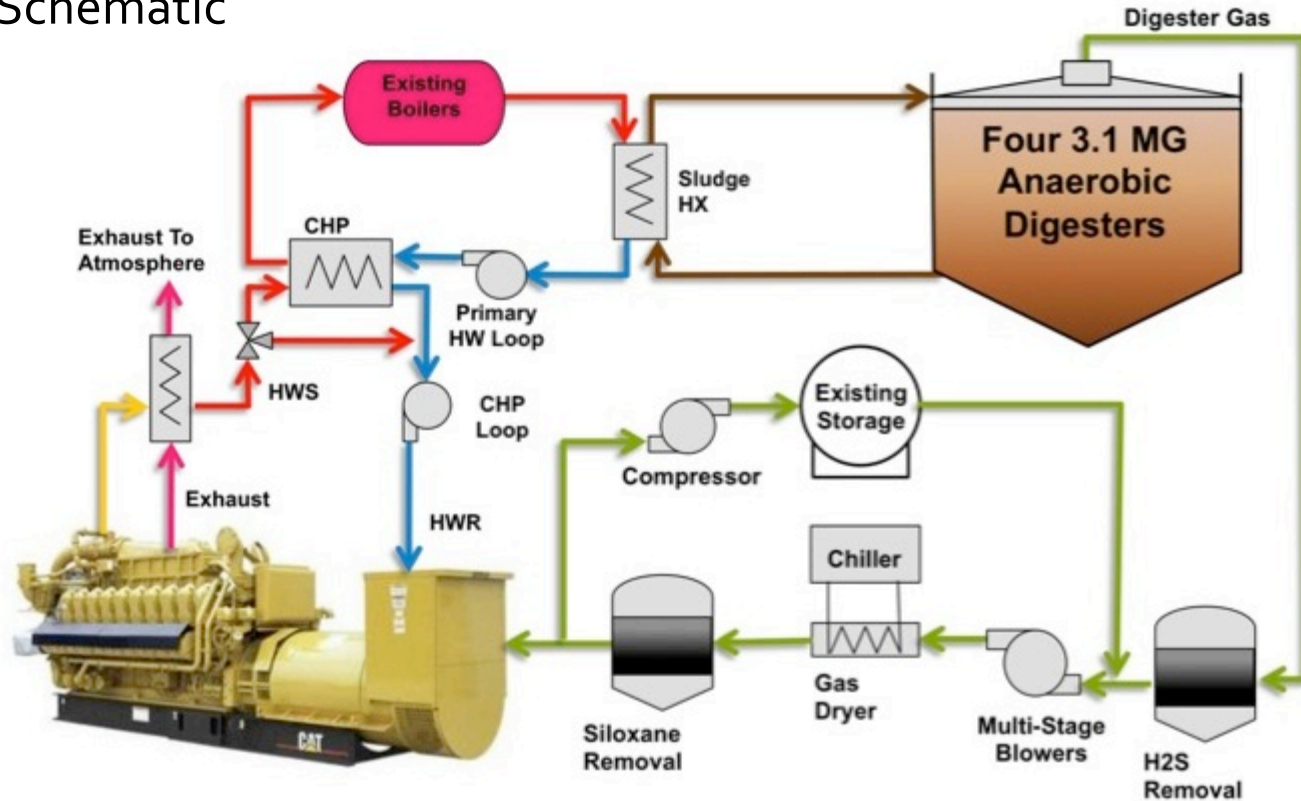 Schematic
Digester Gas
Existing
Boilers
Four 3.1 MG
Anaerobic
Digesters
Sludge
HX
CHP
Exhaust To
Atmosphere
Primary
HW Loop
HWS
CHP
Loop
Existing
Storage
Compressor
Exhaust
HWR
Chiller
Gas
Dryer
Siloxane
Removal
Multi-Stage
Blowers
H2S
Removal
CAT